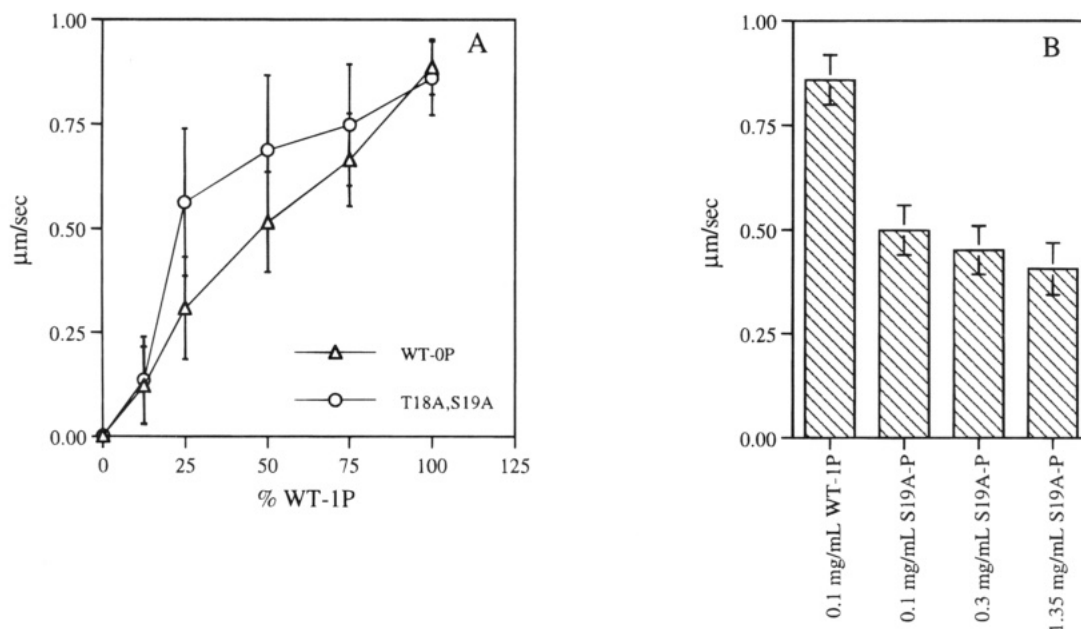 A
1.00
0.75
0.50
0.25
0.00
μm/sec
WT-0P
T18A,S19A
0 25 50 75 100 125
% WT-1P
B
1.00
0.75
0.50
0.25
0.00
μm/sec
0.1 mg/mL WT-1P
0.1 mg/mL S19A-P
0.3 mg/mL S19A-P
1.35 mg/mL S19A-P